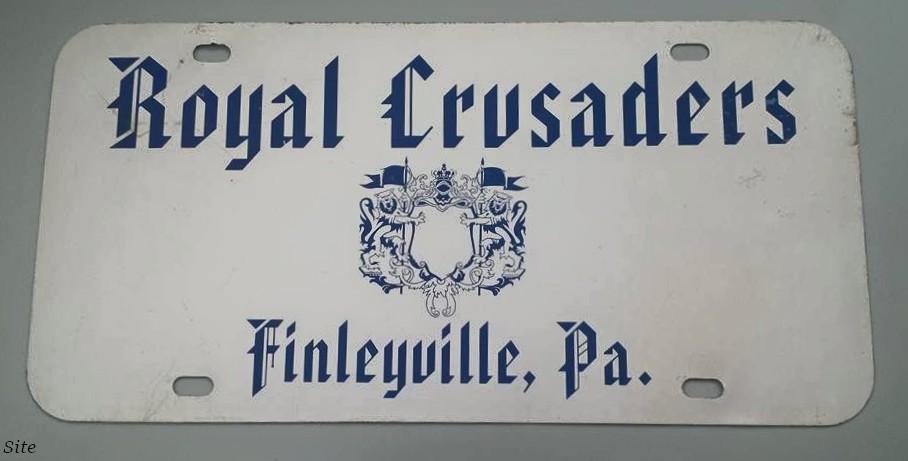 Royal Crusaders
Finleyville, Pa.
Site